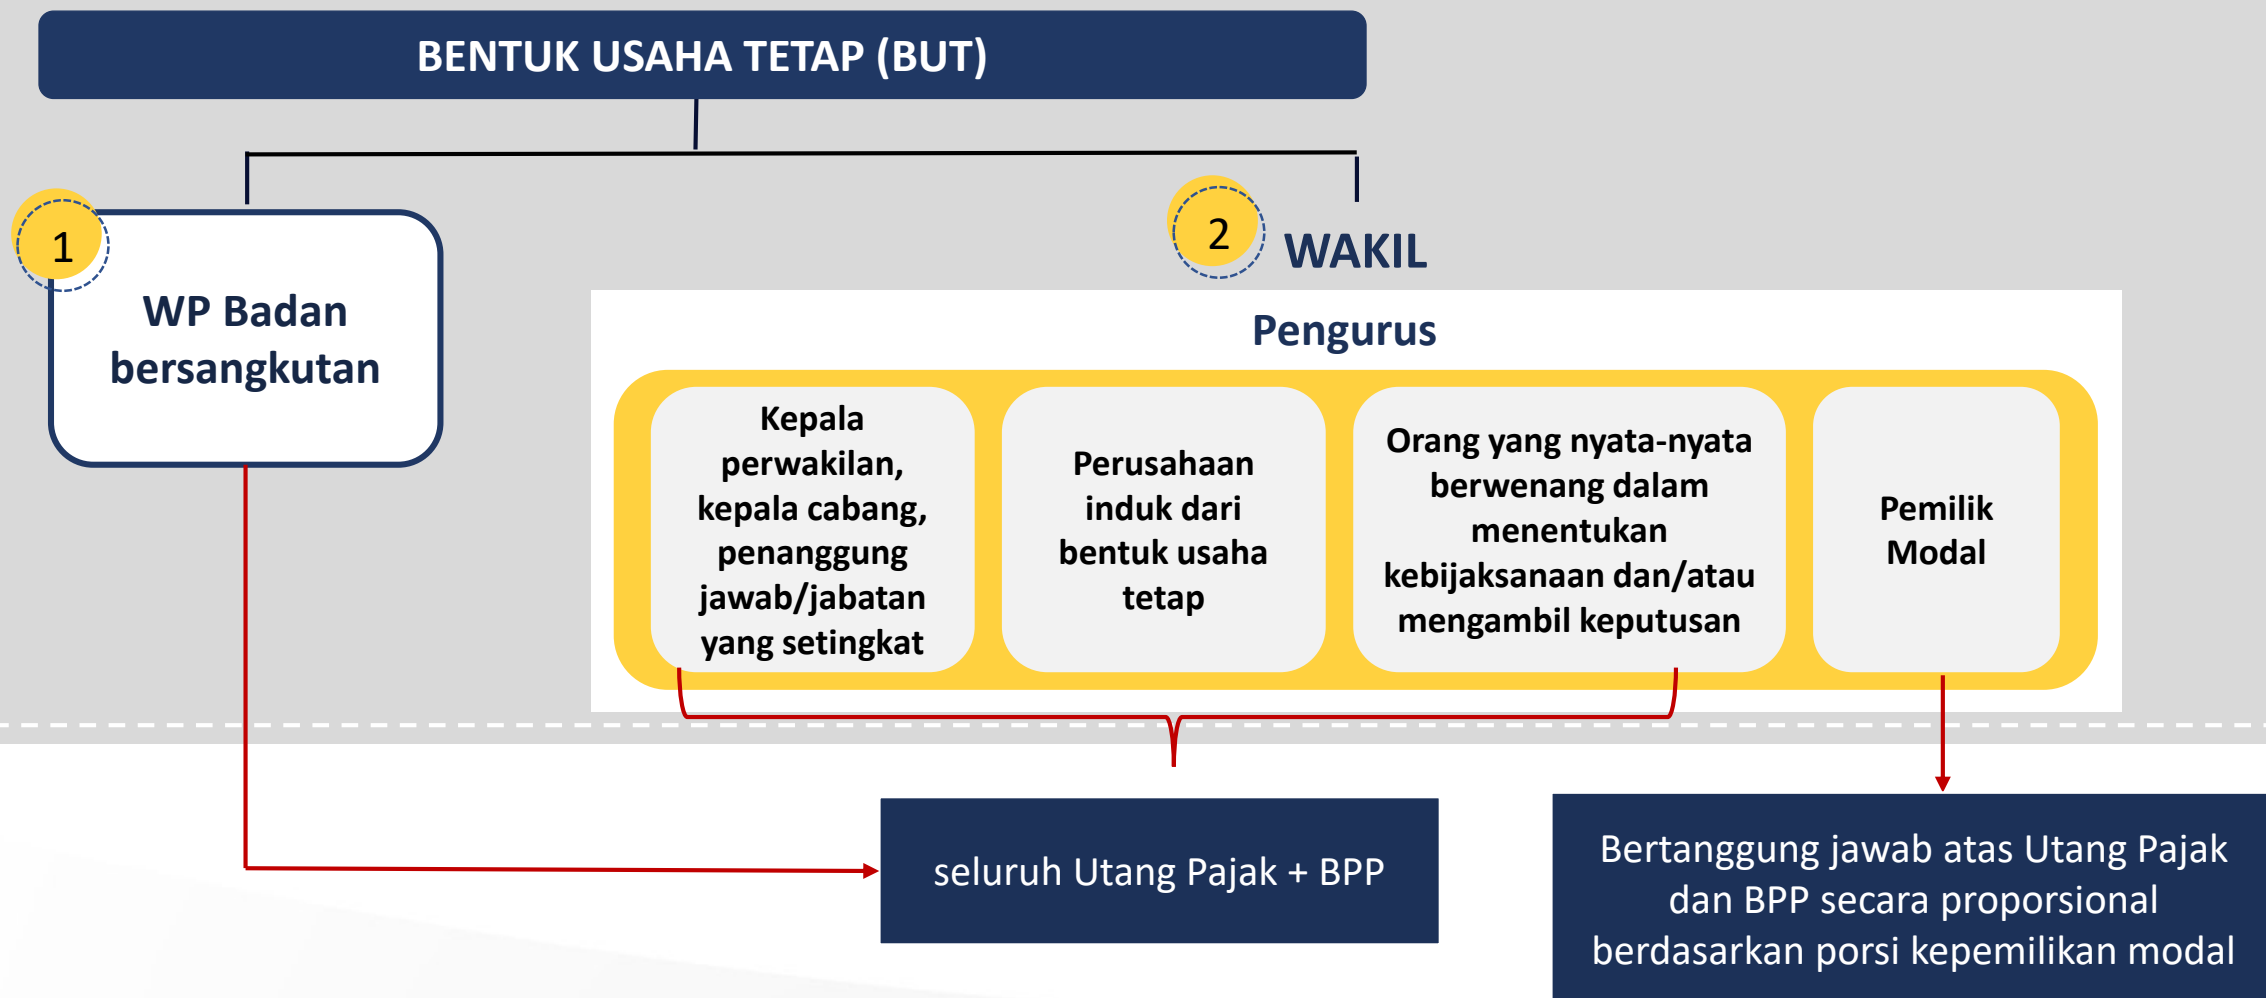 BENTUK USAHA TETAP (BUT)
1
WP Badan
bersangkutan
2
WAKIL
Pengurus
Kepala
perwakilan,
kepala cabang,
penanggung
jawab/jabatan
yang setingkat
Perusahaan
induk dari
bentuk usaha
tetap
Orang yang nyata-nyata
berwenang dalam
menentukan
kebijaksanaan dan/atau
mengambil keputusan
Pemilik
Modal
seluruh Utang Pajak + BPP
Bertanggung jawab atas Utang Pajak
dan BPP secara proporsional
berdasarkan porsi kepemilikan modal